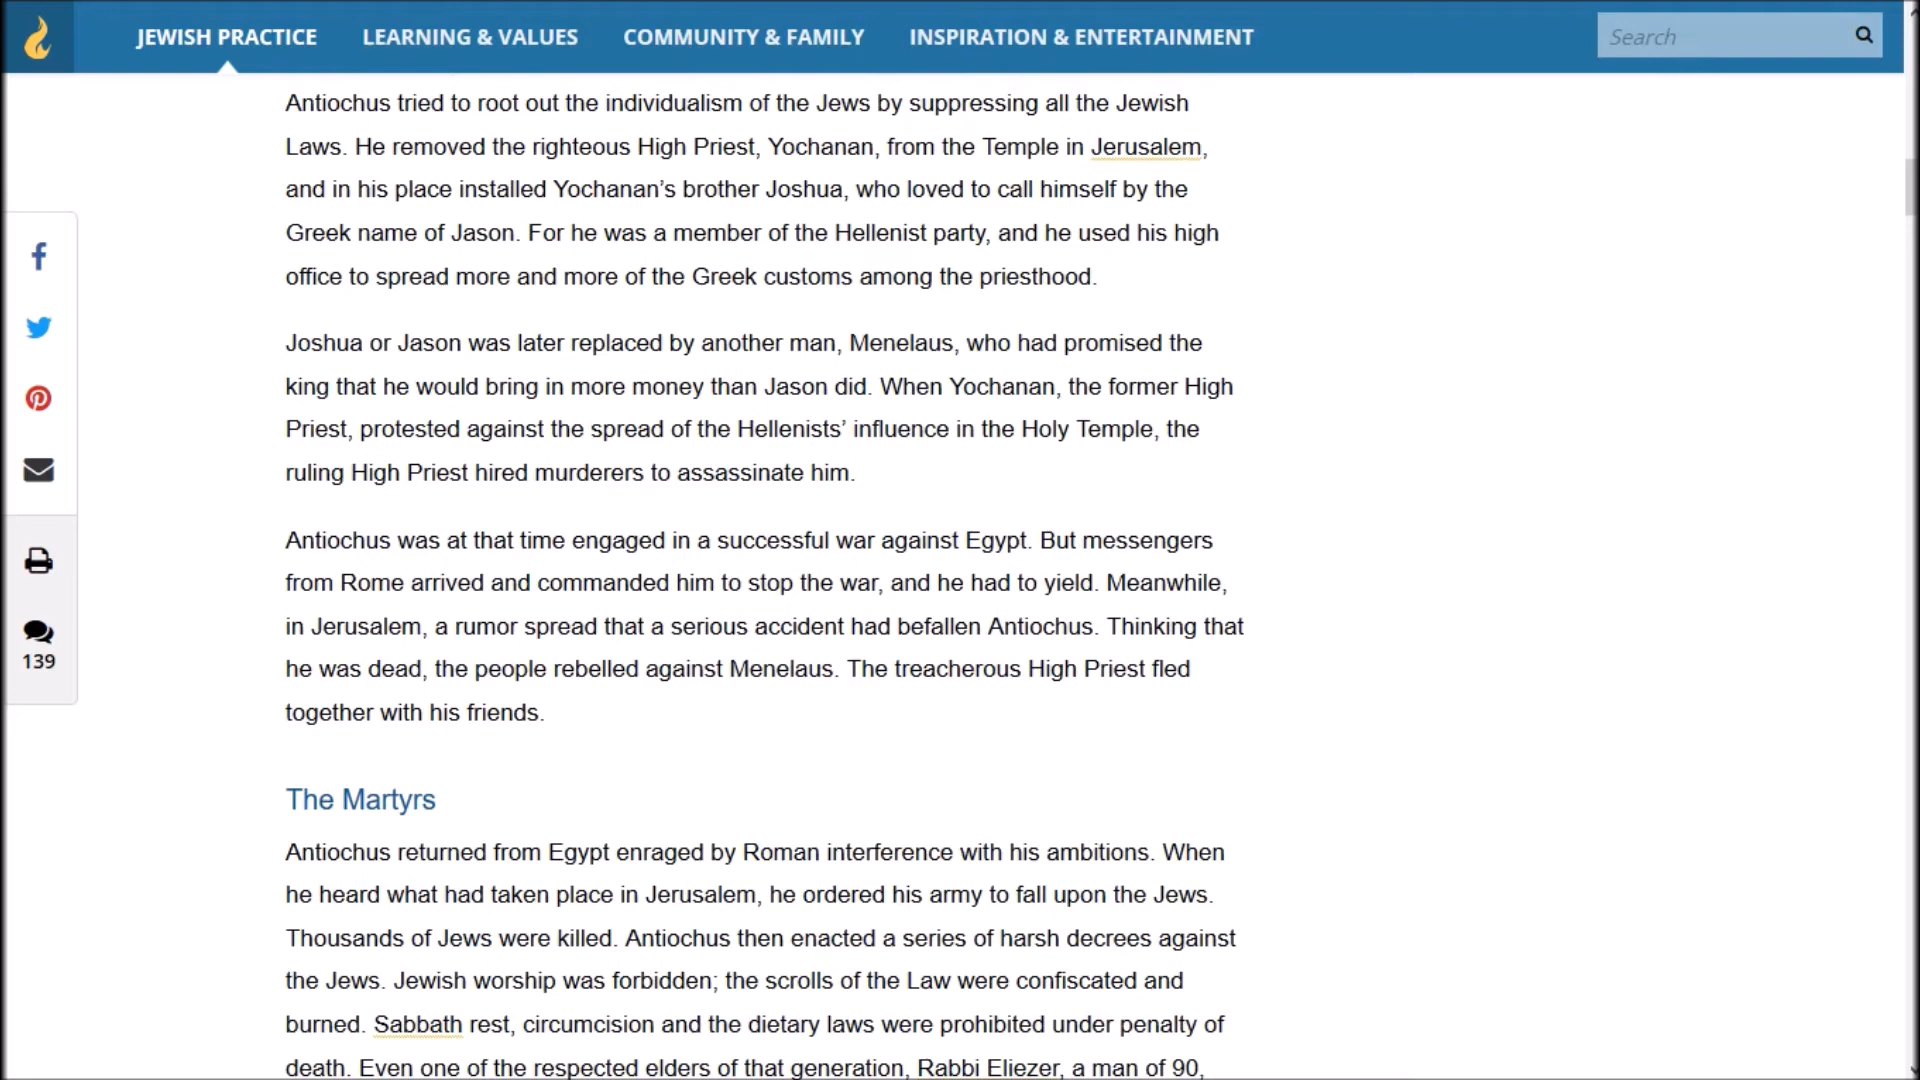 JEWISH PRACTICE LEARNING & VALUES COMMUNITY & FAMILY INSPIRATION & ENTERTAINMENT Search
Antiochus tried to root out the individualism of the Jews by suppressing all the Jewish
Laws. He removed the righteous High Priest, Yochanan, from the Temple in Jerusalem,
and in his place installed Yochanan’s brother Joshua, who loved to call himself by the
Greek name of Jason. For he was a member of the Hellenist party, and he used his high
office to spread more and more of the Greek customs among the priesthood.
Joshua or Jason was later replaced by another man, Menelaus, who had promised the
king that he would bring in more money than Jason did. When Yochanan, the former High
Priest, protested against the spread of the Hellenists’ influence in the Holy Temple, the
ruling High Priest hired murderers to assassinate him.
Antiochus was at that time engaged in a successful war against Egypt. But messengers
from Rome arrived and commanded him to stop the war, and he had to yield. Meanwhile,
in Jerusalem, a rumor spread that a serious accident had befallen Antiochus. Thinking that
he was dead, the people rebelled against Menelaus. The treacherous High Priest fled
together with his friends.
139
The Martyrs
Antiochus returned from Egypt enraged by Roman interference with his ambitions. When
he heard what had taken place in Jerusalem, he ordered his army to fall upon the Jews.
Thousands of Jews were killed. Antiochus then enacted a series of harsh decrees against
the Jews. Jewish worship was forbidden; the scrolls of the Law were confiscated and
burned. Sabbath rest, circumcision and the dietary laws were prohibited under penalty of
death. Even one of the respected elders of that generation, Rabbi Eliezer, a man of 90,